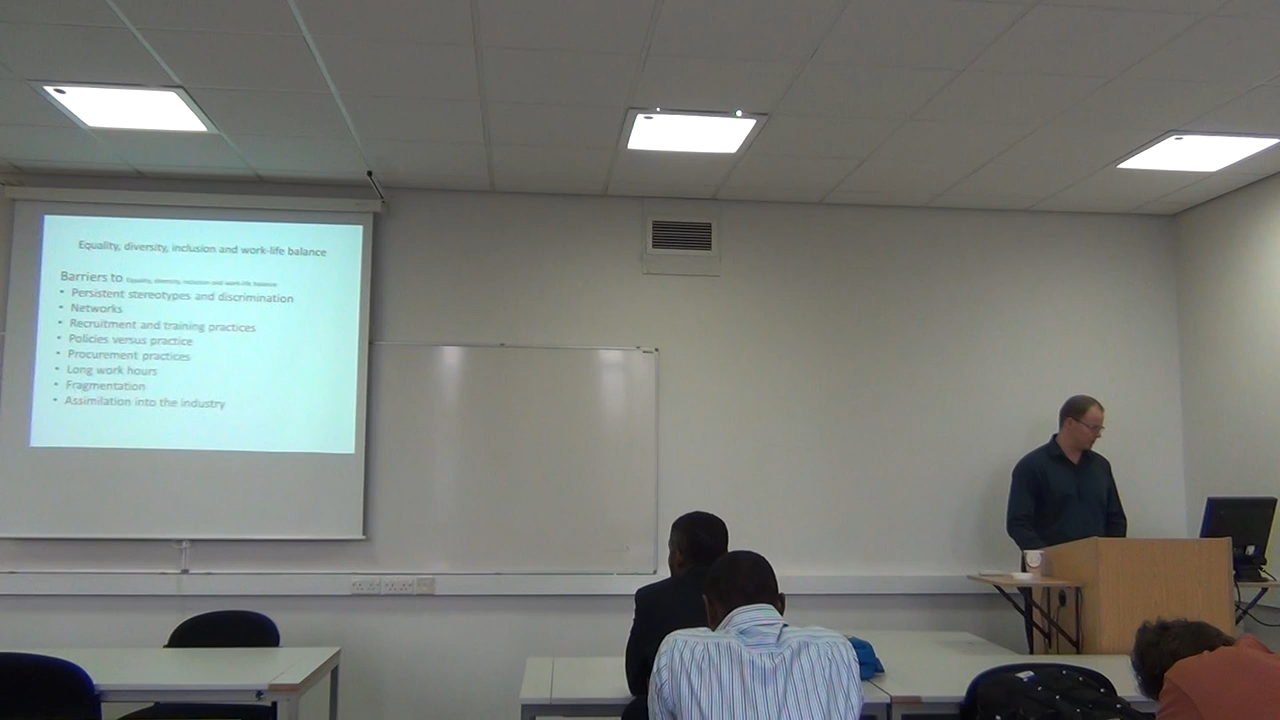 Equality, diversity, inclusion and work-life balance
Barriers to Equality, diversity, inclusion and work-life balance
• Persistent stereotypes and discrimination
• Networks
• Recruitment and training practices
• Policies versus practice
• Procurement practices
• Long work hours
• Fragmentation
• Assimilation into the industry